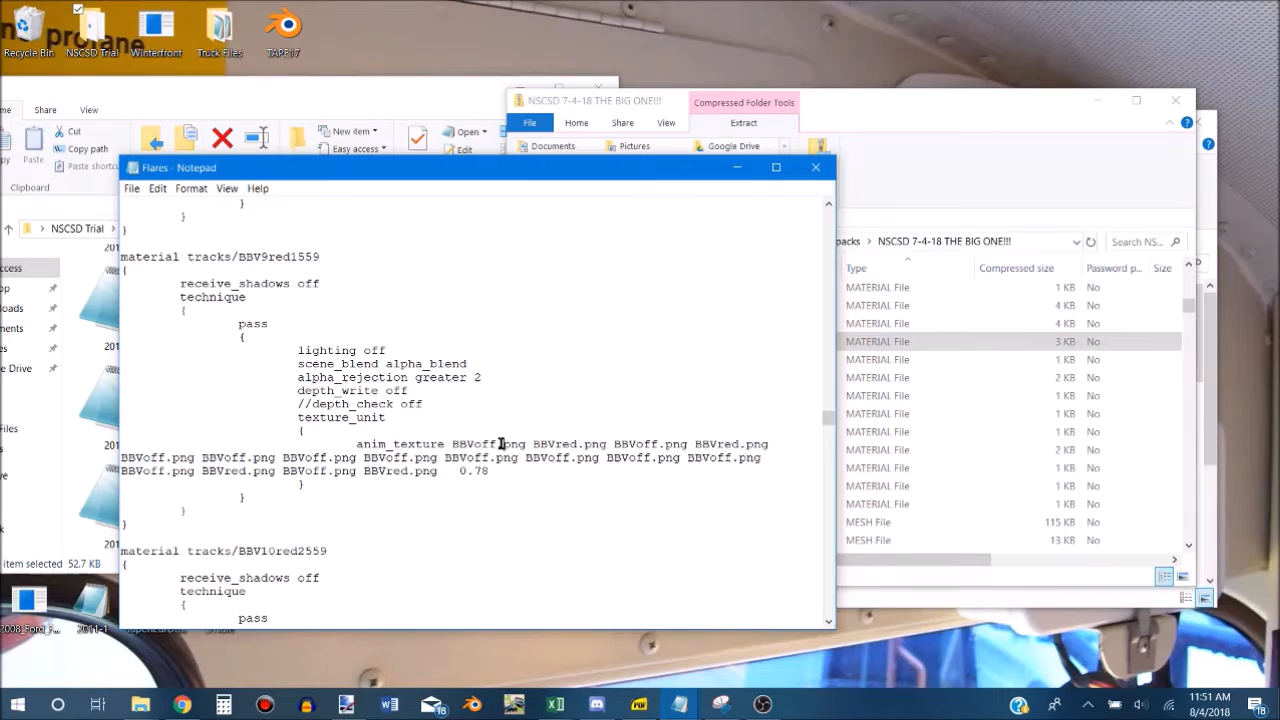 profane
Recycle Bin
NSCSD Trial
Winterfront
Truck Files
TAPE17
Share
View
Cut
Copy path
Paste
Paste shortcu
Clipboard
New item
Easy access
Open
Edit
NSCSD Trial
item selected 52.7 KB
2008_Ford_F...
2011-1
NSCSD 7-4-18 THE BIG ONE!!!
Compressed Folder Tools
File
Home
Share
View
Extract
Documents
Pictures
Google Drive
packs > NSCSD 7-4-18 THE BIG ONE!!!
Search NS...
Type Compressed size Password p... Size
MATERIAL File 1 KB No
MATERIAL File 4 KB No
MATERIAL File 4 KB No
MATERIAL File 3 KB No
MATERIAL File 1 KB No
MATERIAL File 2 KB No
MATERIAL File 1 KB No
MATERIAL File 1 KB No
MATERIAL File 1 KB No
MATERIAL File 2 KB No
MATERIAL File 1 KB No
MATERIAL File 1 KB No
MATERIAL File 1 KB No
MESH File 115 KB No
MESH File 13 KB No
Flares - Notepad
File Edit Format View Help
}
}
}
material tracks/BBV9red1559
{
receive_shadows off
technique
{
pass
{
lighting off
scene_blend alpha_blend
alpha_rejection greater 2
depth_write off
//depth_check off
texture_unit
{
anim_texture BBVoff.png BBVred.png BBVoff.png BBVred.png
BBVoff.png BBVoff.png BBVoff.png BBVoff.png BBVoff.png BBVoff.png BBVoff.png BBVoff.png
BBVoff.png BBVred.png BBVoff.png BBVred.png 0.78
}
}
}
}
material tracks/BBV10red2559
{
receive_shadows off
technique
{
pass
11:51 AM
8/4/2018
18
18